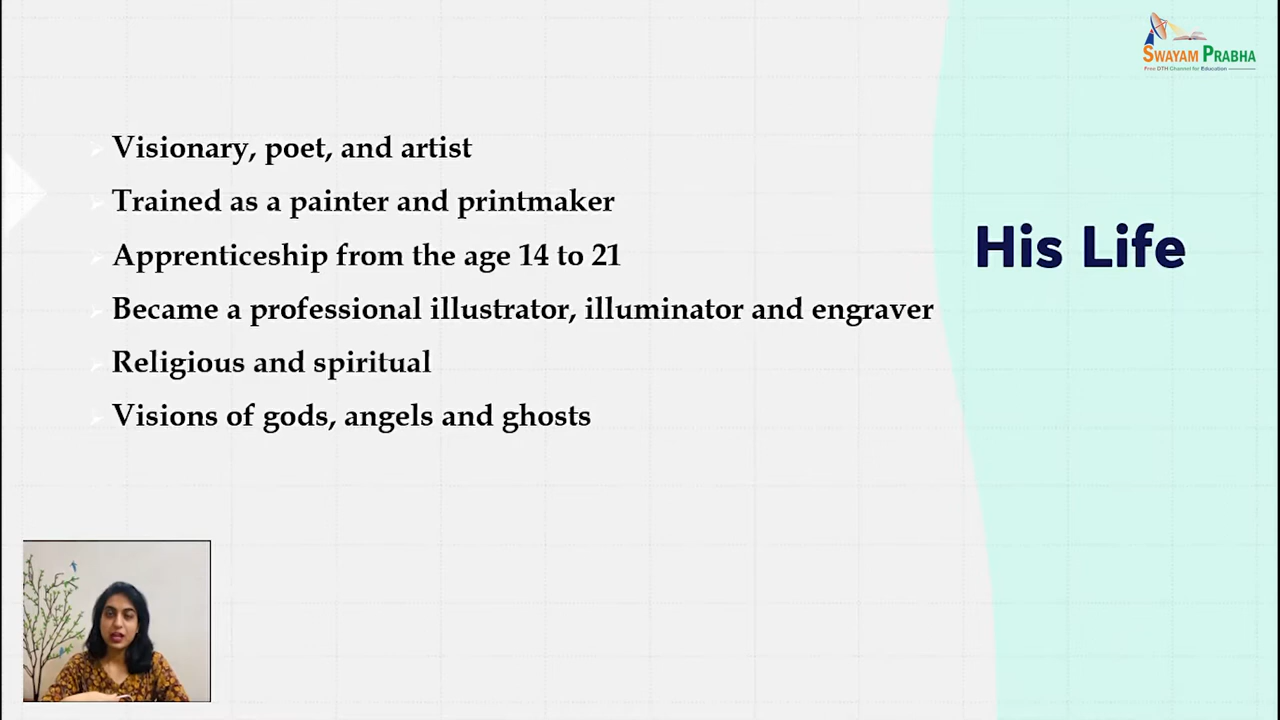 SWAYAM PRABHA
Free DTH Channel for Education
Visionary, poet, and artist
Trained as a painter and printmaker
Apprenticeship from the age 14 to 21
Became a professional illustrator, illuminator and engraver
Religious and spiritual
Visions of gods, angels and ghosts
His Life